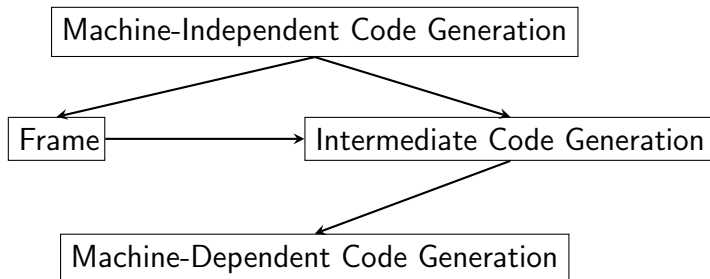 Machine-Independent Code Generation
Frame
Intermediate Code Generation
Machine-Dependent Code Generation